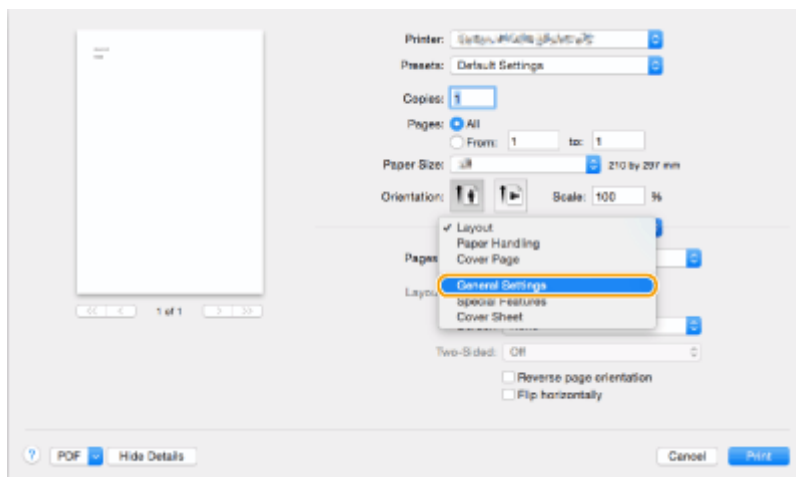 Printer:
Presets: Default Settings
Copies: 1
Pages: All
From: 1 to: 1
Paper Size: 210 by 297 mm
Orientation: Scale: 100 %
✓ Layout
Paper Handling
Cover Page
Pages
General Settings
Layou
Special Features
Cover Sheet
<< < 1 of 1 > >>
None
Two-Sided: Off
Reverse page orientation
Flip horizontally
? PDF Hide Details Cancel Print